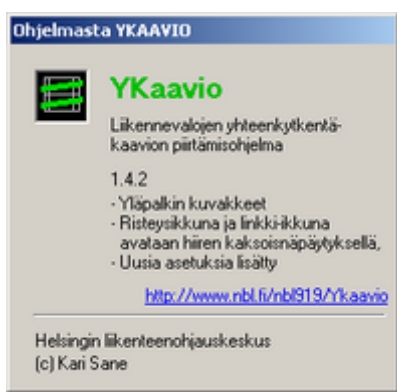 Ohjelmasta YKAAVIO
YKaavio
Liikennevalojen yhteenkytkentä-
kaavion piirtämisohjelma
1.4.2
- Yläpalkin kuvakkeet
- Risteysikkuna ja linkki-ikkuna
avataan hiiren kaksoisnäpäytyksellä,
- Uusia asetuksia lisätty
http://www.nbl.fi/nbl919/Ykaavio
Helsingin liikenteenohjauskeskus
(c) Kari Sane